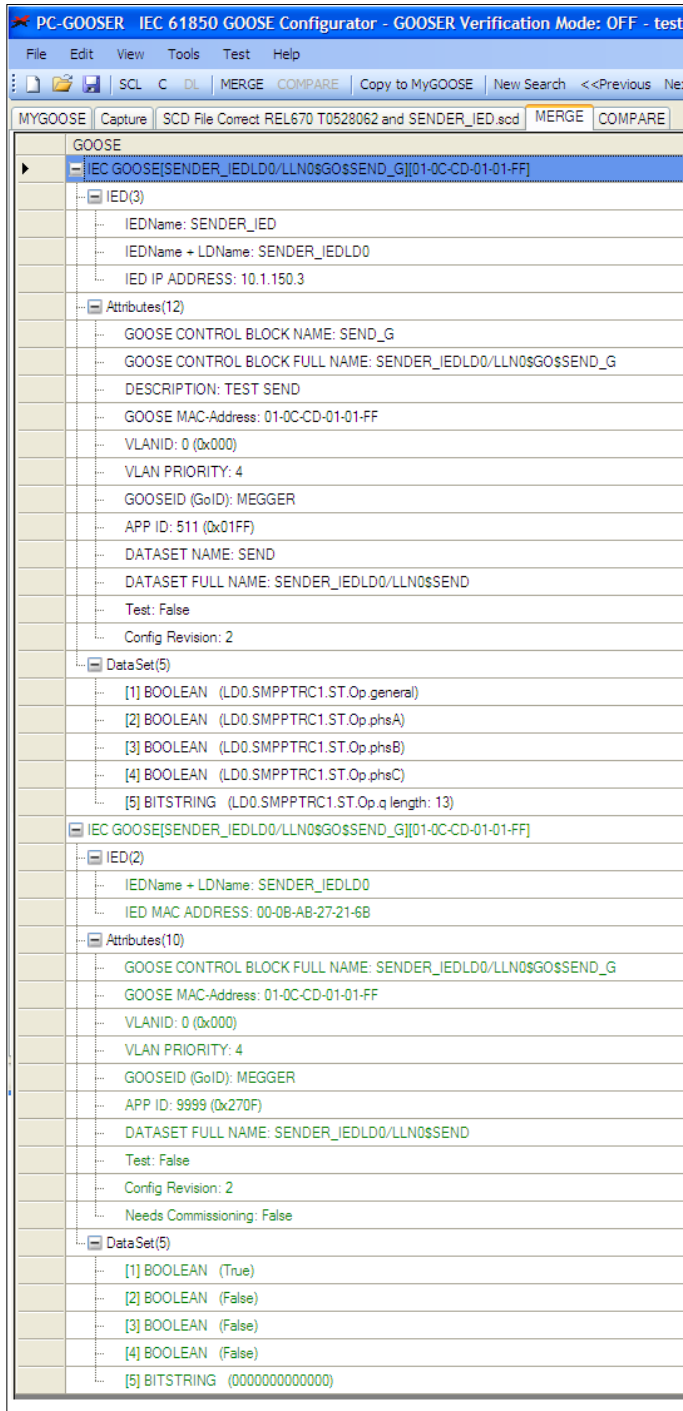 PC-GOOSER IEC 61850 GOOSE Configurator - GOOSER Verification Mode: OFF - test
File Edit View Tools Test Help
SCL C DL MERGE COMPARE Copy to MyGOOSE New Search <<Previous Ne
MYGOOSE Capture SCD File Correct REL670 T0528062 and SENDER_IED.scd MERGE COMPARE
GOOSE
IEC GOOSE[SENDER_IEDLD0/LLN0$GO$SEND_G][01-0C-CD-01-01-FF]
IED(3)
IEDName: SENDER_IED
IEDName + LDName: SENDER_IEDLD0
IED IP ADDRESS: 10.1.150.3
Attributes(12)
GOOSE CONTROL BLOCK NAME: SEND_G
GOOSE CONTROL BLOCK FULL NAME: SENDER_IEDLD0/LLN0$GO$SEND_G
DESCRIPTION: TEST SEND
GOOSE MAC-Address: 01-0C-CD-01-01-FF
VLANID: 0 (0x000)
VLAN PRIORITY: 4
GOOSEID (GoID): MEGGER
APP ID: 511 (0x01FF)
DATASET NAME: SEND
DATASET FULL NAME: SENDER_IEDLD0/LLN0$SEND
Test: False
Config Revision: 2
DataSet(5)
[1] BOOLEAN (LD0.SMPPTRC1.ST.Op.general)
[2] BOOLEAN (LD0.SMPPTRC1.ST.Op.phsA)
[3] BOOLEAN (LD0.SMPPTRC1.ST.Op.phsB)
[4] BOOLEAN (LD0.SMPPTRC1.ST.Op.phsC)
[5] BITSTRING (LD0.SMPPTRC1.ST.Op.q length: 13)
IEC GOOSE[SENDER_IEDLD0/LLN0$GO$SEND_G][01-0C-CD-01-01-FF]
IED(2)
IEDName + LDName: SENDER_IEDLD0
IED MAC ADDRESS: 00-0B-AB-27-21-6B
Attributes(10)
GOOSE CONTROL BLOCK FULL NAME: SENDER_IEDLD0/LLN0$GO$SEND_G
GOOSE MAC-Address: 01-0C-CD-01-01-FF
VLANID: 0 (0x000)
VLAN PRIORITY: 4
GOOSEID (GoID): MEGGER
APP ID: 9999 (0x270F)
DATASET FULL NAME: SENDER_IEDLD0/LLN0$SEND
Test: False
Config Revision: 2
Needs Commissioning: False
DataSet(5)
[1] BOOLEAN (True)
[2] BOOLEAN (False)
[3] BOOLEAN (False)
[4] BOOLEAN (False)
[5] BITSTRING (0000000000000)